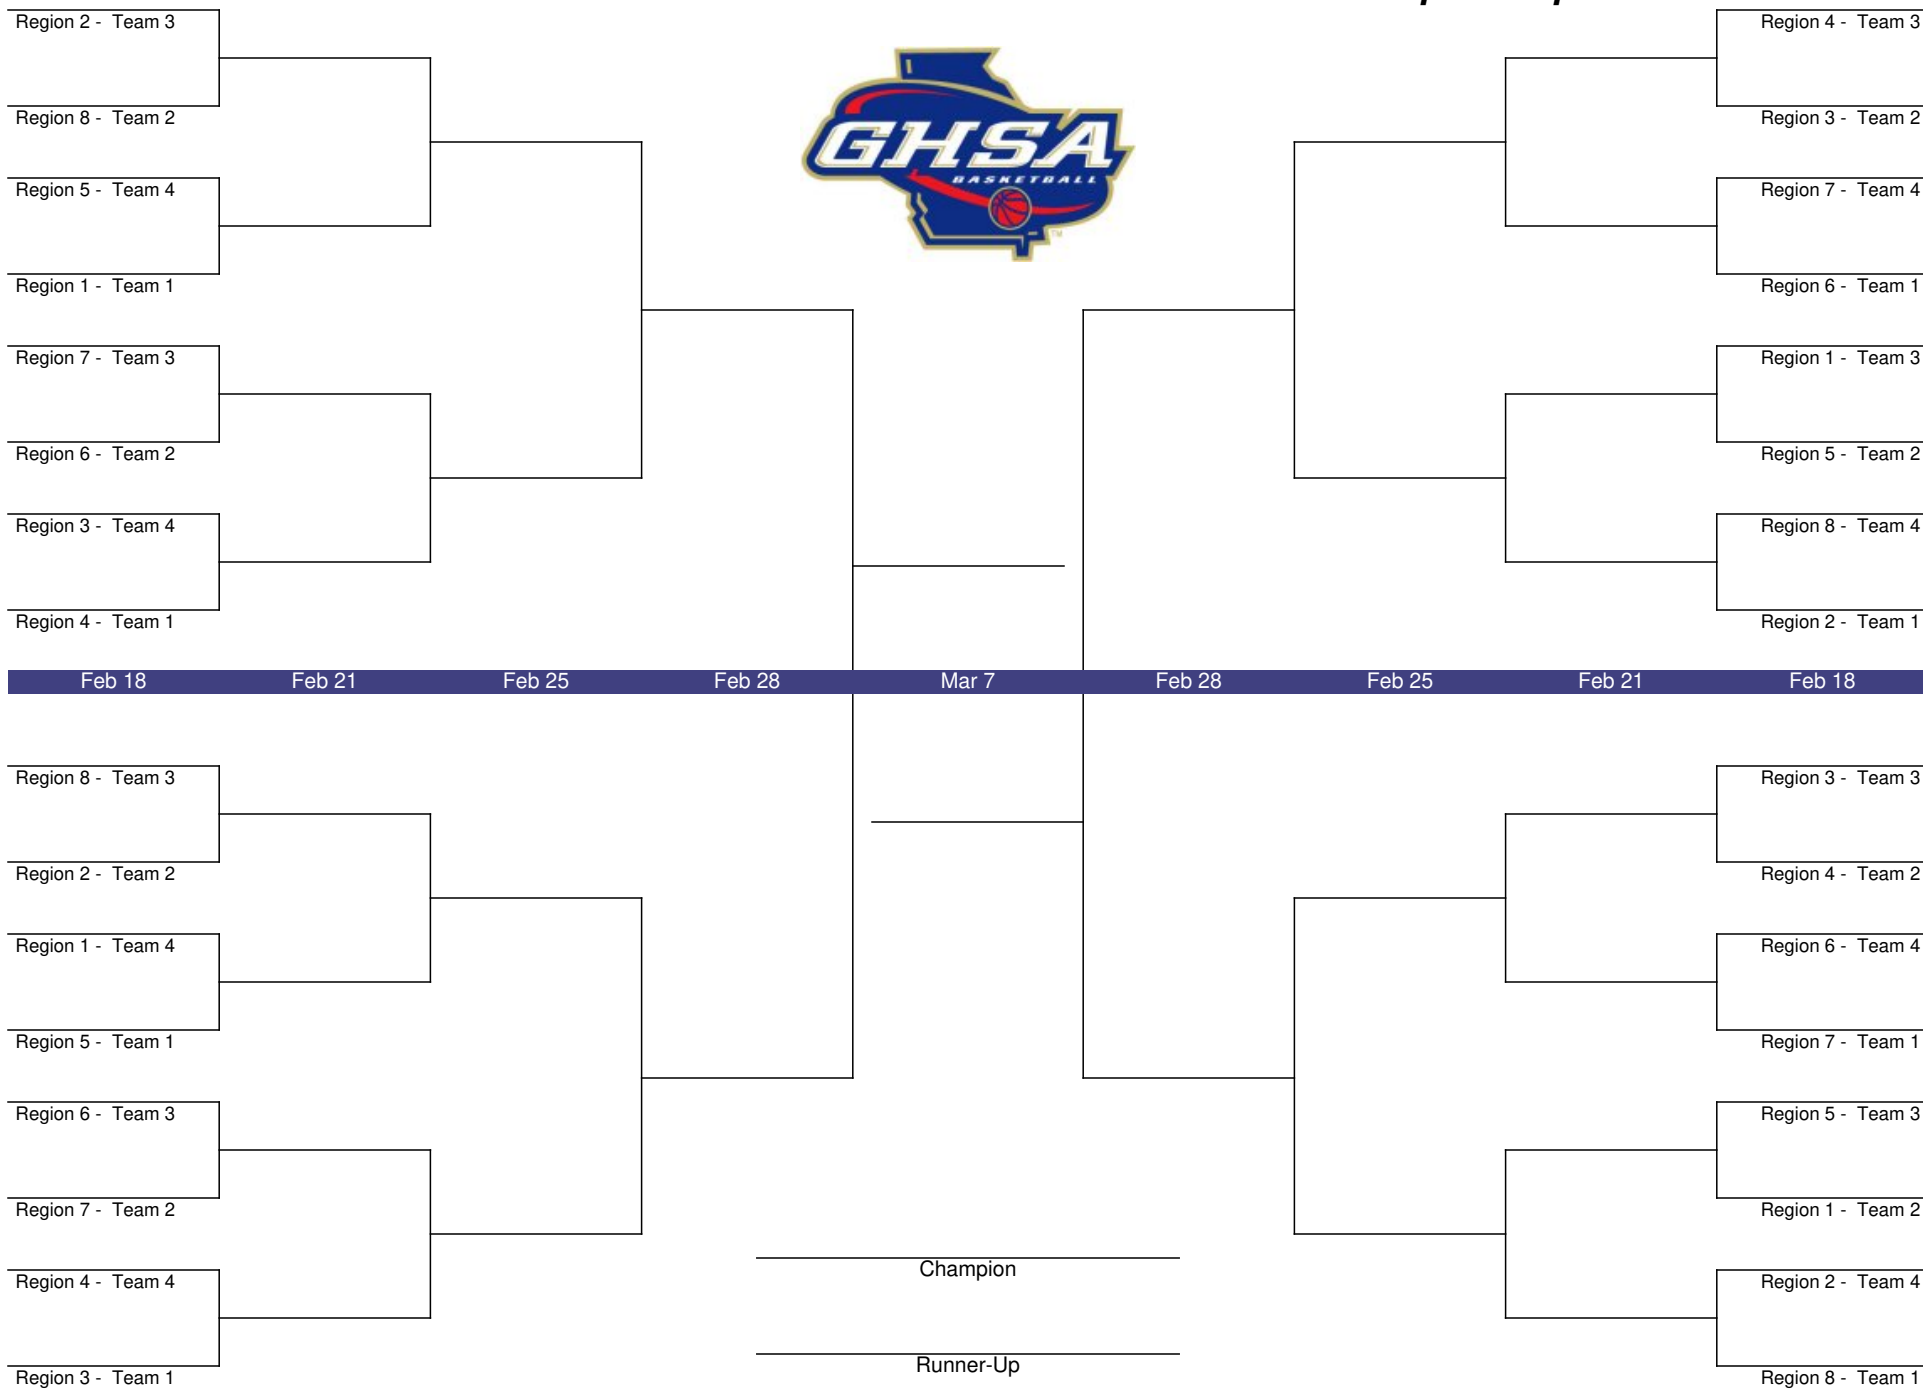 Region 2 - Team 3
Region 8 - Team 2
Region 5 - Team 4
Region 1 - Team 1
Region 7 - Team 3
Region 6 - Team 2
Region 3 - Team 4
Region 4 - Team 1
GHSA
BASKETBALL
TM
Region 4 - Team 3
Region 3 - Team 2
Region 7 - Team 4
Region 6 - Team 1
Region 1 - Team 3
Region 5 - Team 2
Region 8 - Team 4
Region 2 - Team 1
Feb 18 Feb 21 Feb 25 Feb 28 Mar 7 Feb 28 Feb 25 Feb 21 Feb 18
Region 8 - Team 3
Region 2 - Team 2
Region 1 - Team 4
Region 5 - Team 1
Region 6 - Team 3
Region 7 - Team 2
Region 4 - Team 4
Region 3 - Team 1
Champion
Runner-Up
Region 3 - Team 3
Region 4 - Team 2
Region 6 - Team 4
Region 7 - Team 1
Region 5 - Team 3
Region 1 - Team 2
Region 2 - Team 4
Region 8 - Team 1